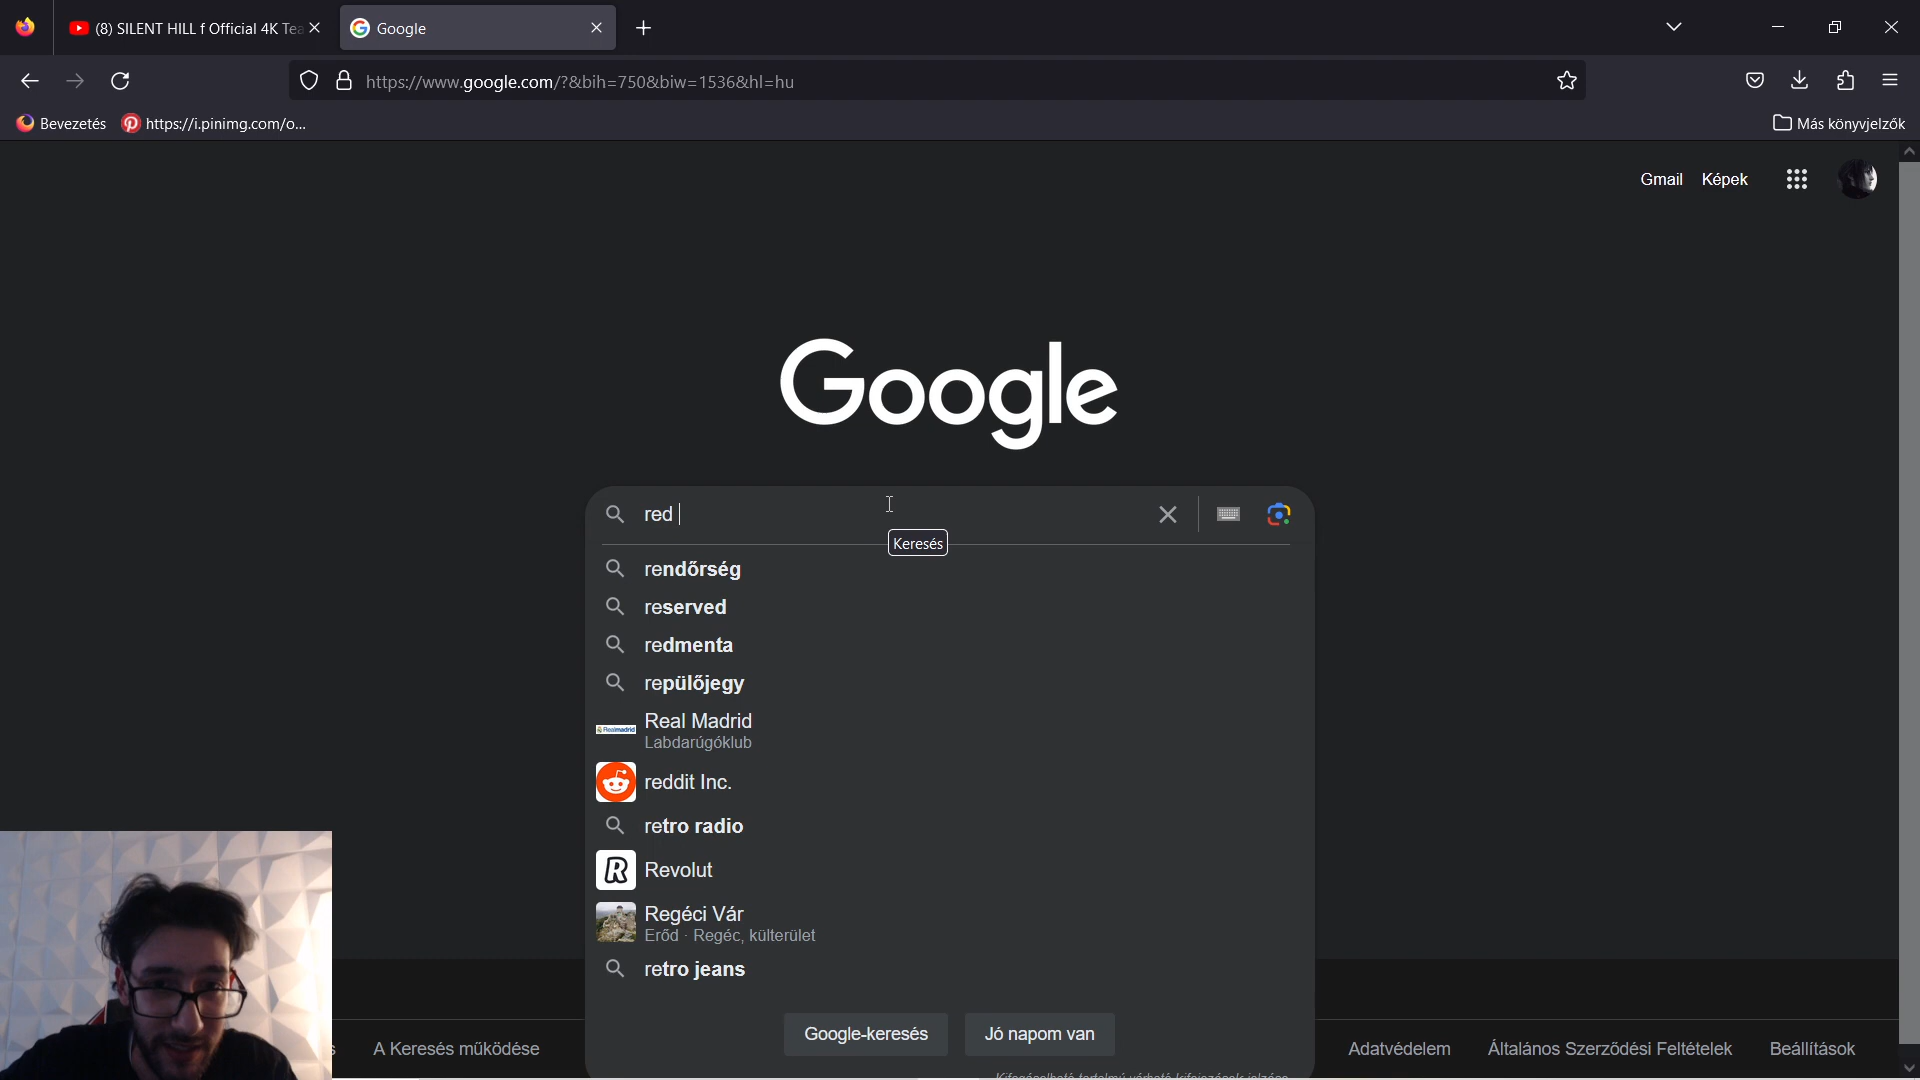 (8) SILENT HILL f Official 4K Tea
Google
https://www.google.com/?&bih=750&biw=1536&hl=hu
Bevezetés
https://i.pinimg.com/o...
Más könyvjelzők
Gmail
Képek
Google
red
Keresés
rendőrség
reserved
redmenta
repülőjegy
Realmadrid
Real Madrid
Labdarúgóklub
reddit Inc.
retro radio
R
Revolut
Regéci Vár
Erőd · Regéc, külterület
retro jeans
Google-keresés
Jó napom van
A Keresés működése
Adatvédelem
Általános Szerződési Feltételek
Beállítások